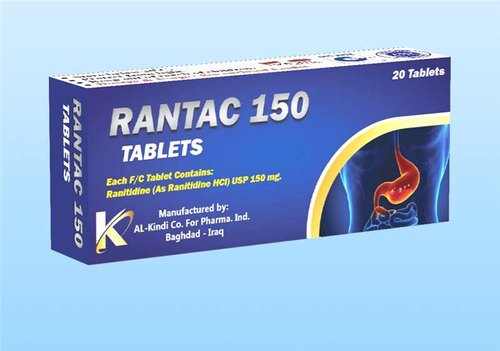 20 Tablets
RANTAC 150
TABLETS
Each F/C Tablet Contains:
Ranitidine (As Ranitidine HCl) USP 150 mg.
Manufactured by:
AL-Kindi Co. For Pharma. Ind.
Baghdad - Iraq
K
RANTAC 150
TABLETS